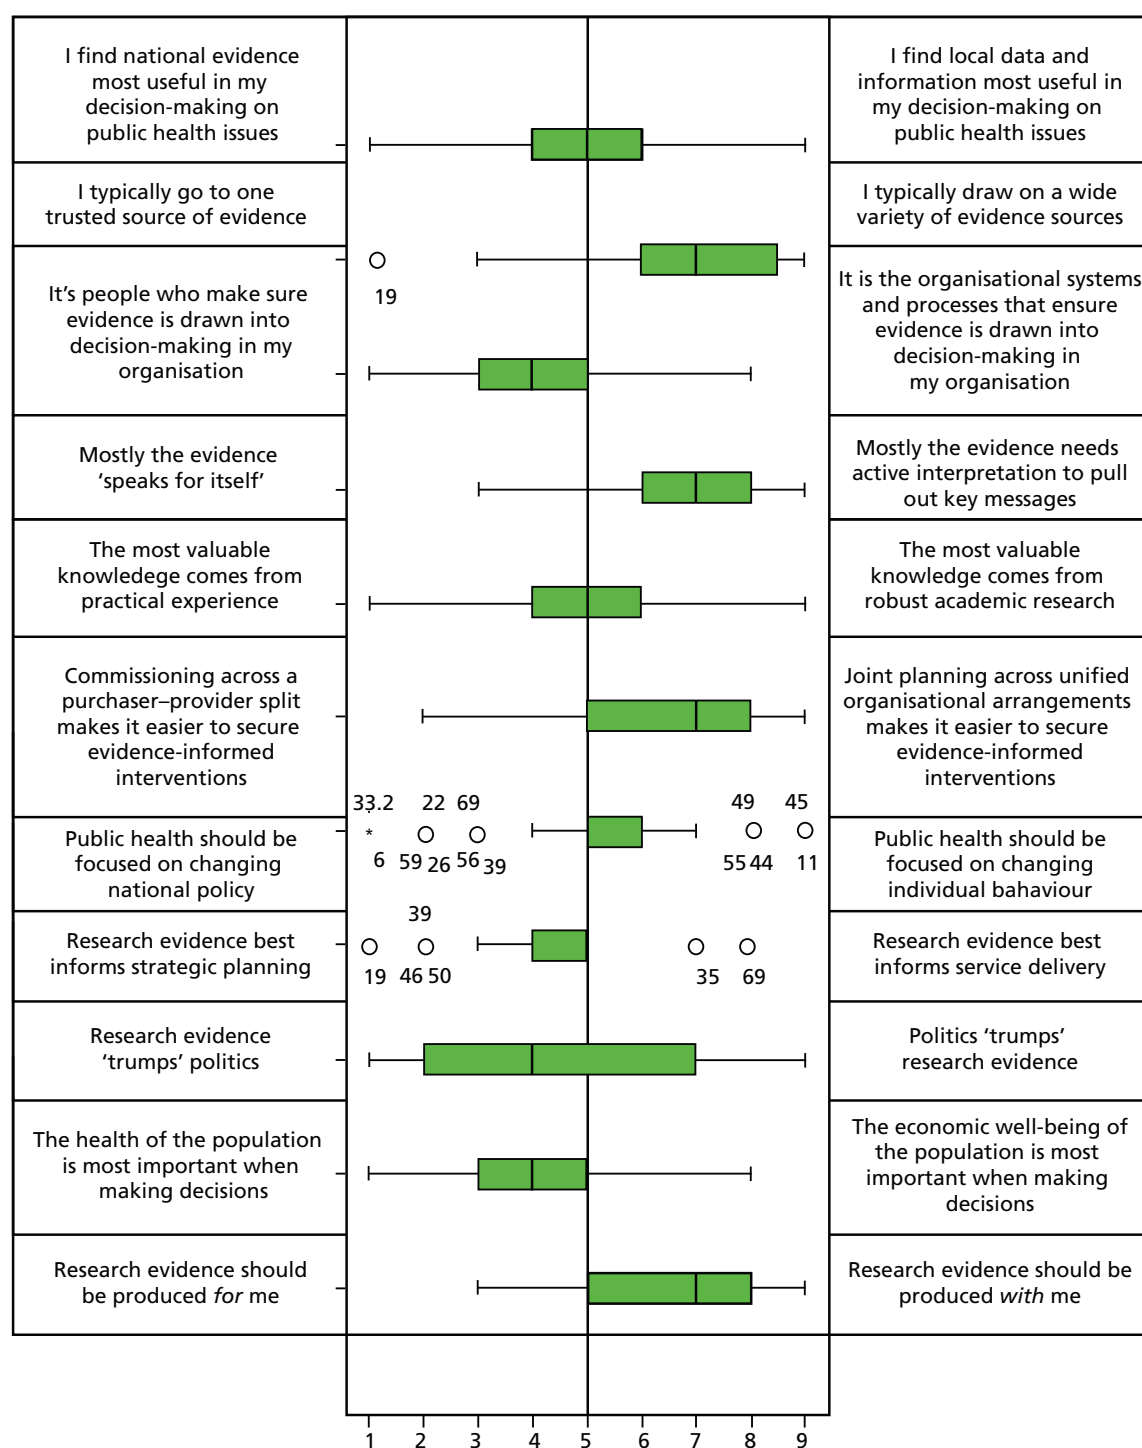 I find national evidence
most useful in my
decision-making on
public health issues
I find local data and
information most useful in
my decision-making on
public health issues
I typically go to one
trusted source of evidence
I typically draw on a wide
variety of evidence sources
19
It's people who make sure
evidence is drawn into
decision-making in my
organisation
It is the organisational systems
and processes that ensure
evidence is drawn into
decision-making in
my organisation
Mostly the evidence
‘speaks for itself’
Mostly the evidence needs
active interpretation to pull
out key messages
The most valuable
knowledege comes from
practical experience
The most valuable
knowledge comes from
robust academic research
Commissioning across a
purchaser–provider split
makes it easier to secure
evidence-informed
interventions
Joint planning across unified
organisational arrangements
makes it easier to secure
evidence-informed
interventions
33.2 22 69 49 45
*
6 59 26 56 39 55 44 11
Public health should be
focused on changing
national policy
Public health should be
focused on changing
individual bahaviour
39
19 46 50 35 69
Research evidence best
informs strategic planning
Research evidence best
informs service delivery
Research evidence
‘trumps’ politics
Politics ‘trumps’
research evidence
The health of the population
is most important when
making decisions
The economic well-being of
the population is most
important when making
decisions
Research evidence should
be produced for me
Research evidence should be
produced with me
1 2 3 4 5 6 7 8 9